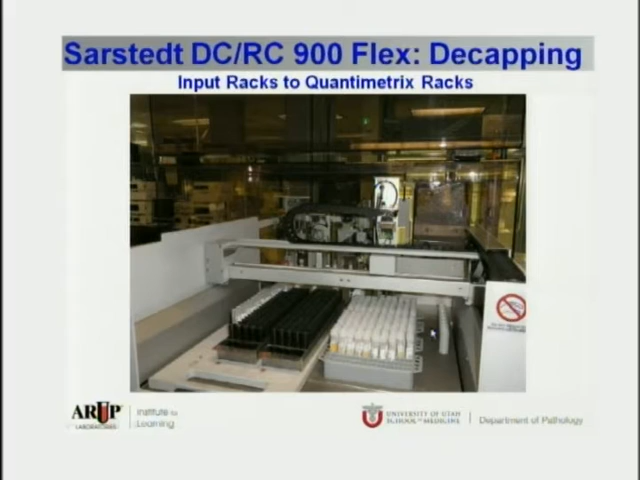 Sarstedt DC/RC 900 Flex: Decapping
Input Racks to Quantimetrix Racks
ARUP
LABORATORIES
Institute for
Learning
UNIVERSITY OF UTAH
SCHOOL OF MEDICINE
Department of Pathology